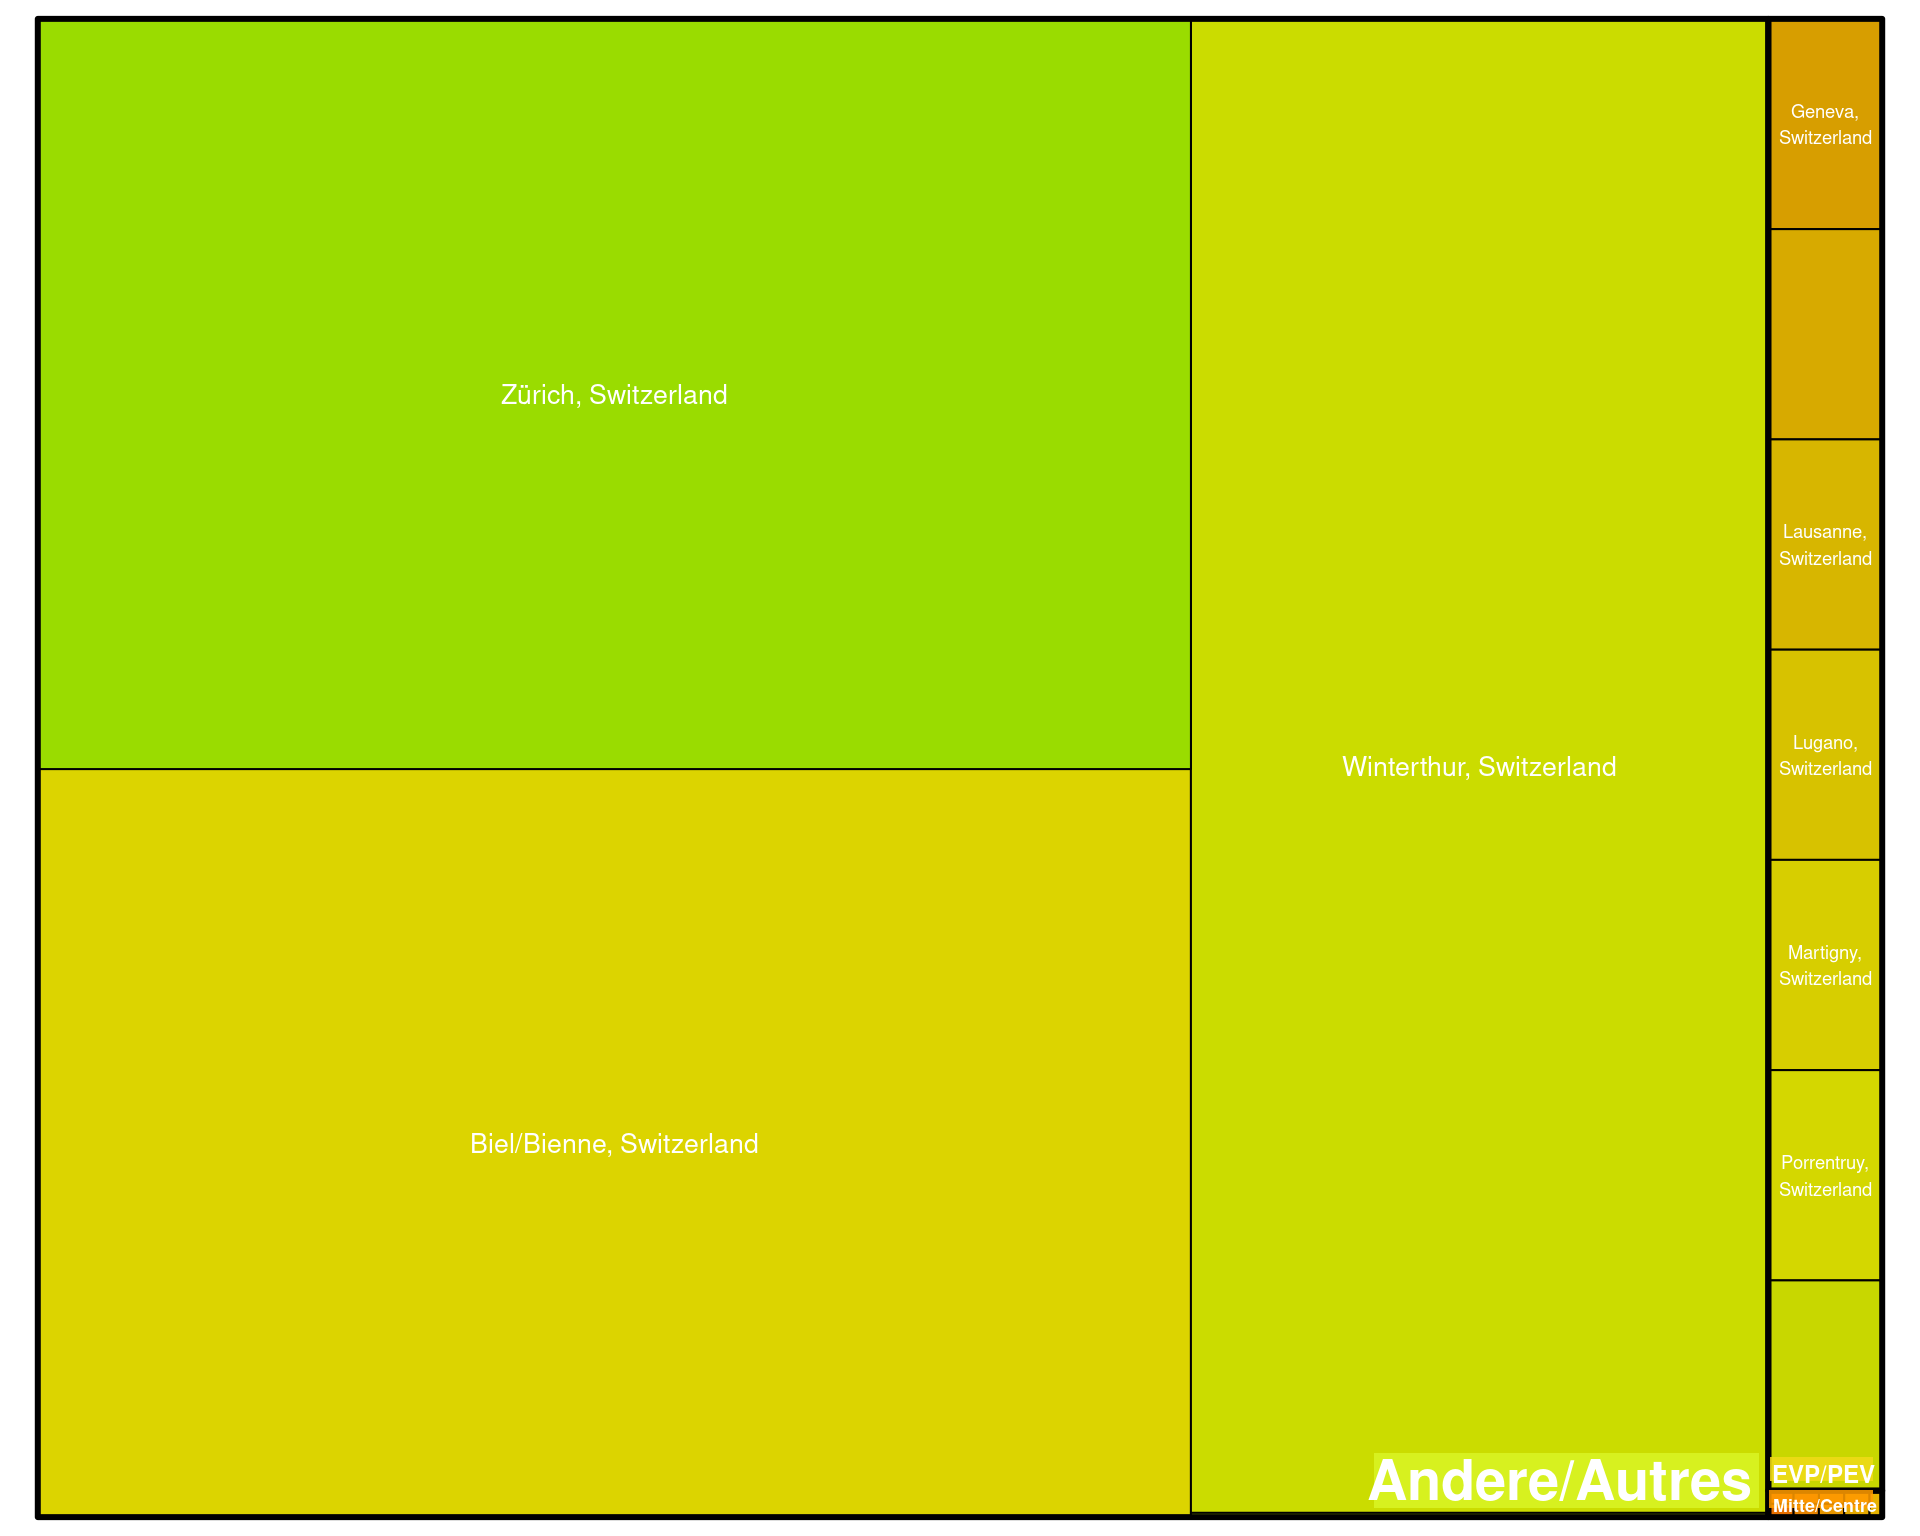 Zürich, Switzerland
Biel/Bienne, Switzerland
Winterthur, Switzerland
Andere/Autres
Geneva,
Switzerland
Lausanne,
Switzerland
Lugano,
Switzerland
Martigny,
Switzerland
Porrentruy,
Switzerland
EVP/PEV
Mitte/Centre